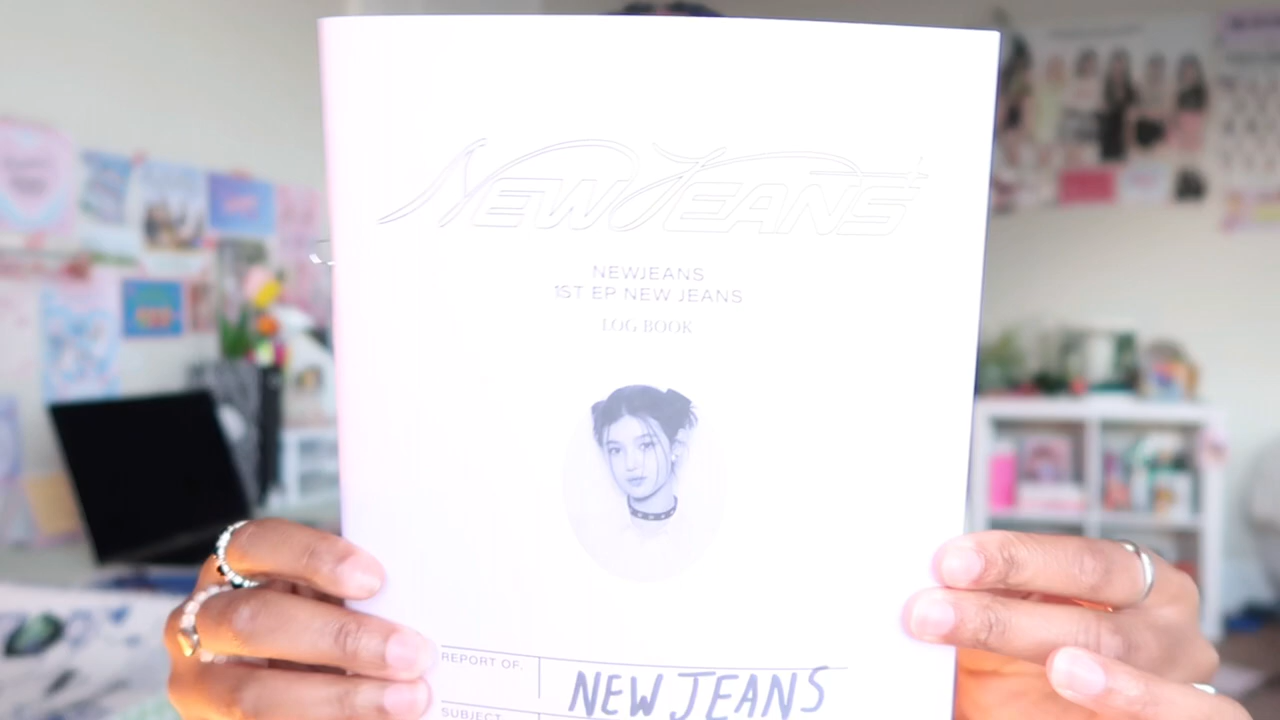 NEWJEANS
NEWJEANS
1ST EP NEW JEANS
LOG BOOK
REPORT OF.
NEW JEANS
SUBJECT